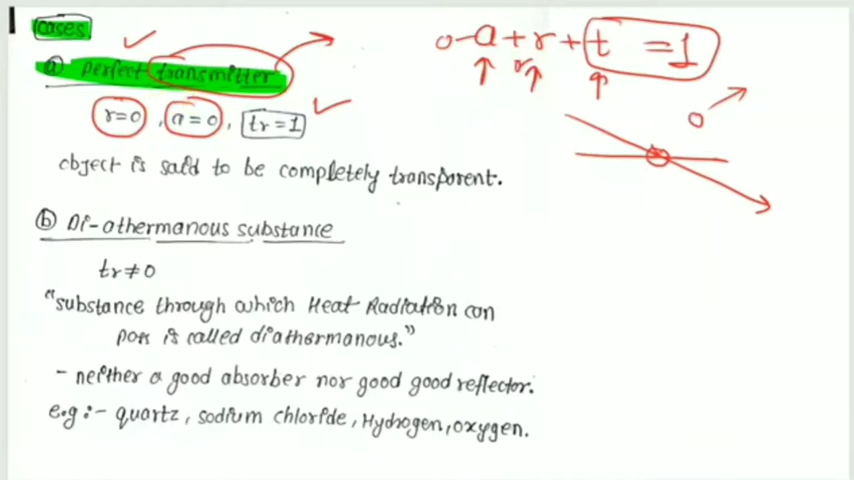 Cases
a + r + t = 1
a) perfect transmitter
r=0, a=0, tr=1
object is said to be completely transparent.
b) Di-athermanous substance
tr≠0
"substance through which Heat Radiation can
pass is called diathermanous."
- neither a good absorber nor good good reflector.
e.g :- quartz, sodium chloride, Hydrogen, oxygen.